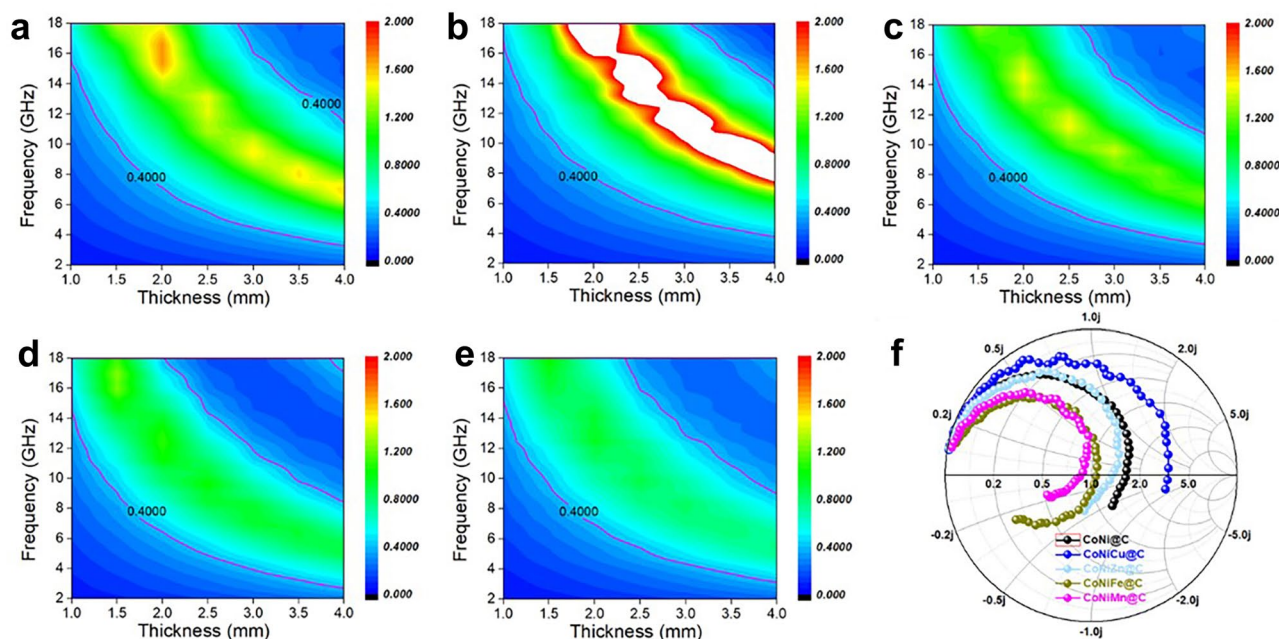 a
Frequency (GHz)
18
16
14
12
10
8
6
4
2
1.0 1.5 2.0 2.5 3.0 3.5 4.0
Thickness (mm)
0.4000
0.4000
2.000
1.600
1.200
0.8000
0.4000
0.000
b
Frequency (GHz)
18
16
14
12
10
8
6
4
2
1.0 1.5 2.0 2.5 3.0 3.5 4.0
Thickness (mm)
0.4000
0.4000
2.000
1.600
1.200
0.8000
0.4000
0.000
c
Frequency (GHz)
18
16
14
12
10
8
6
4
2
1.0 1.5 2.0 2.5 3.0 3.5 4.0
Thickness (mm)
0.4000
2.000
1.600
1.200
0.8000
0.4000
0.000
d
Frequency (GHz)
18
16
14
12
10
8
6
4
2
1.0 1.5 2.0 2.5 3.0 3.5 4.0
Thickness (mm)
0.4000
2.000
1.600
1.200
0.8000
0.4000
0.000
e
Frequency (GHz)
18
16
14
12
10
8
6
4
2
1.0 1.5 2.0 2.5 3.0 3.5 4.0
Thickness (mm)
0.4000
2.000
1.600
1.200
0.8000
0.4000
0.000
f
1.0j
0.5j 2.0j
0.2j 5.0j
0.2 0.5 1.0 2.0 5.0
-0.2j -5.0j
-0.5j -2.0j
-1.0j
CoNi@C
CoNiCu@C
CoNiZn@C
CoNiFe@C
CoNiMn@C